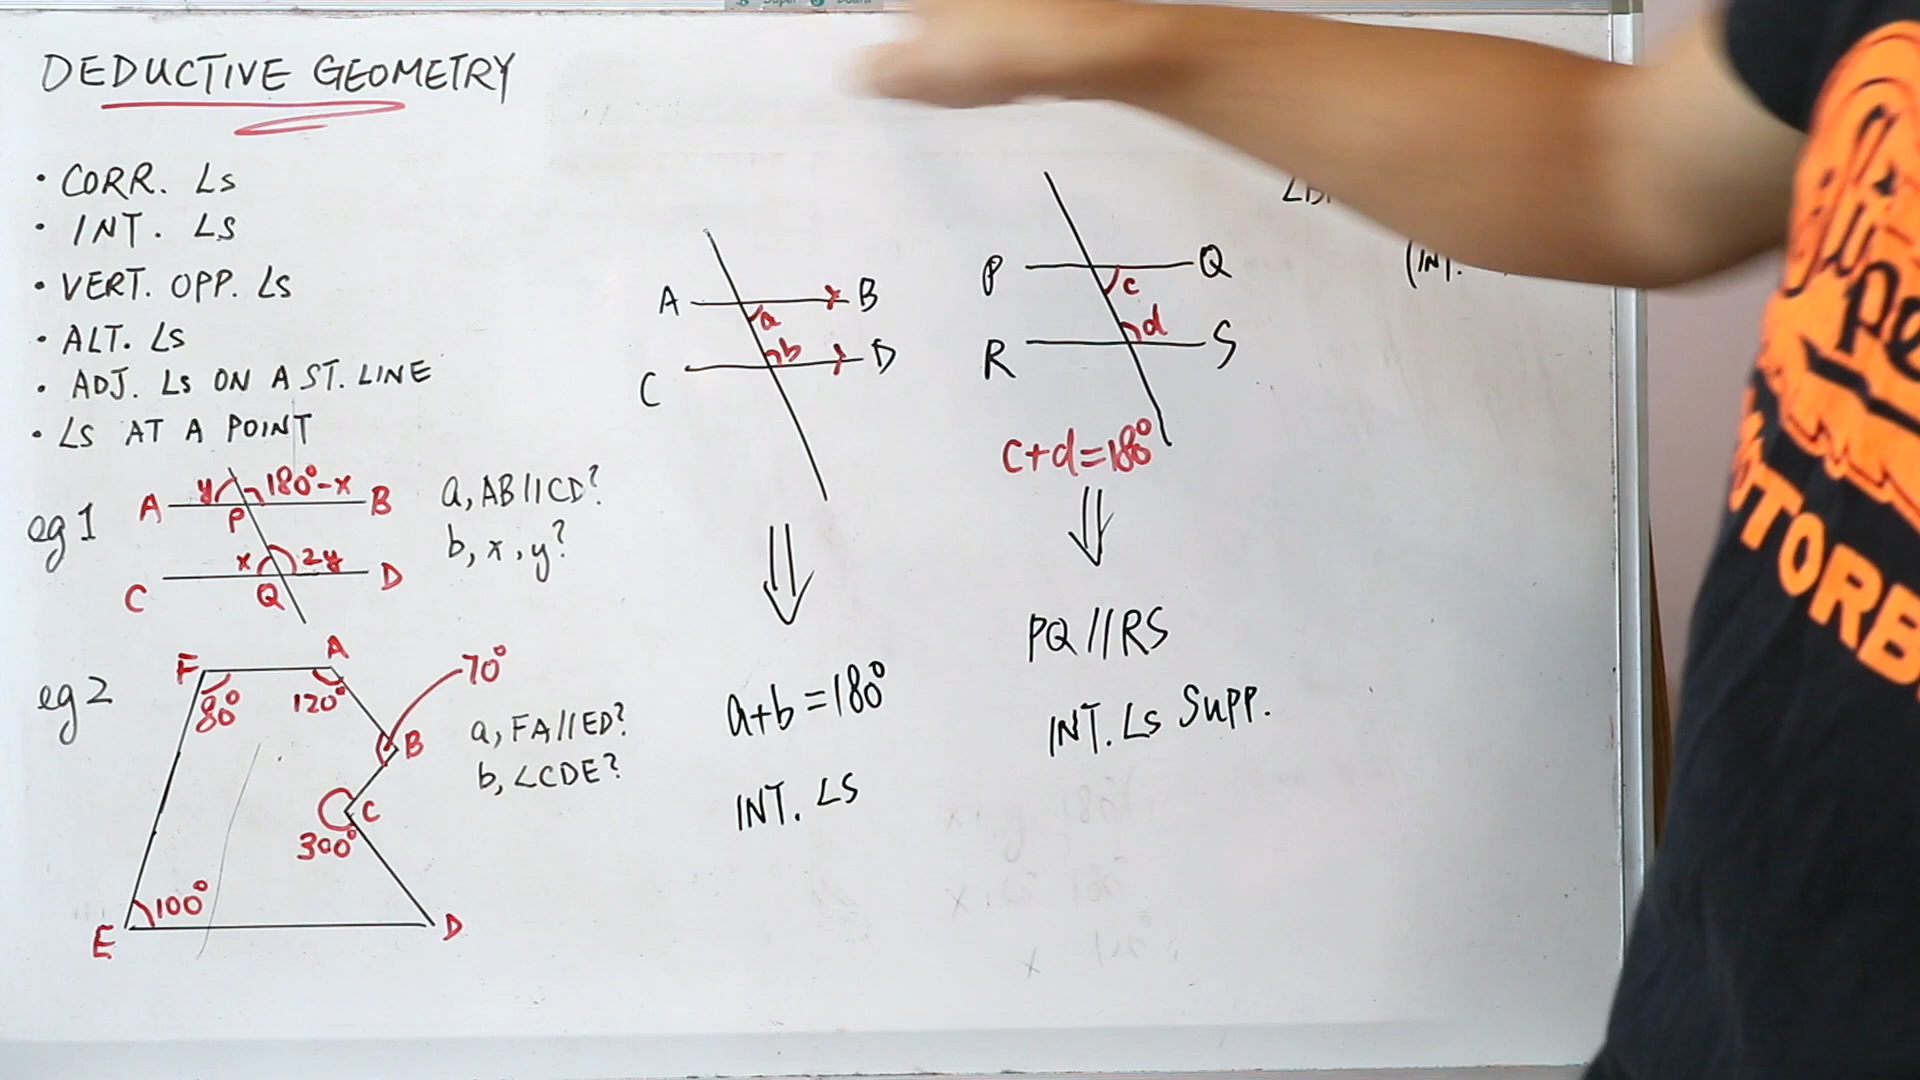 DEDUCTIVE GEOMETRY
• CORR. ∠s
• INT. ∠s
• VERT. OPP. ∠s
• ALT. ∠s
• ADJ. ∠s ON A ST. LINE
• ∠s AT A POINT
eg 1
A
y
180°-x
B
P
x
2y
C
Q
D
a, AB//CD?
b, x, y?
eg 2
F
A
70°
80°
120°
B
C
300°
100°
E
D
a, FA//ED?
b, ∠CDE?
A
B
a
b
C
D
a+b=180°
INT. ∠s
P
Q
c
d
R
S
c+d=180°
PQ//RS
INT. ∠s SUPP.
(INT.